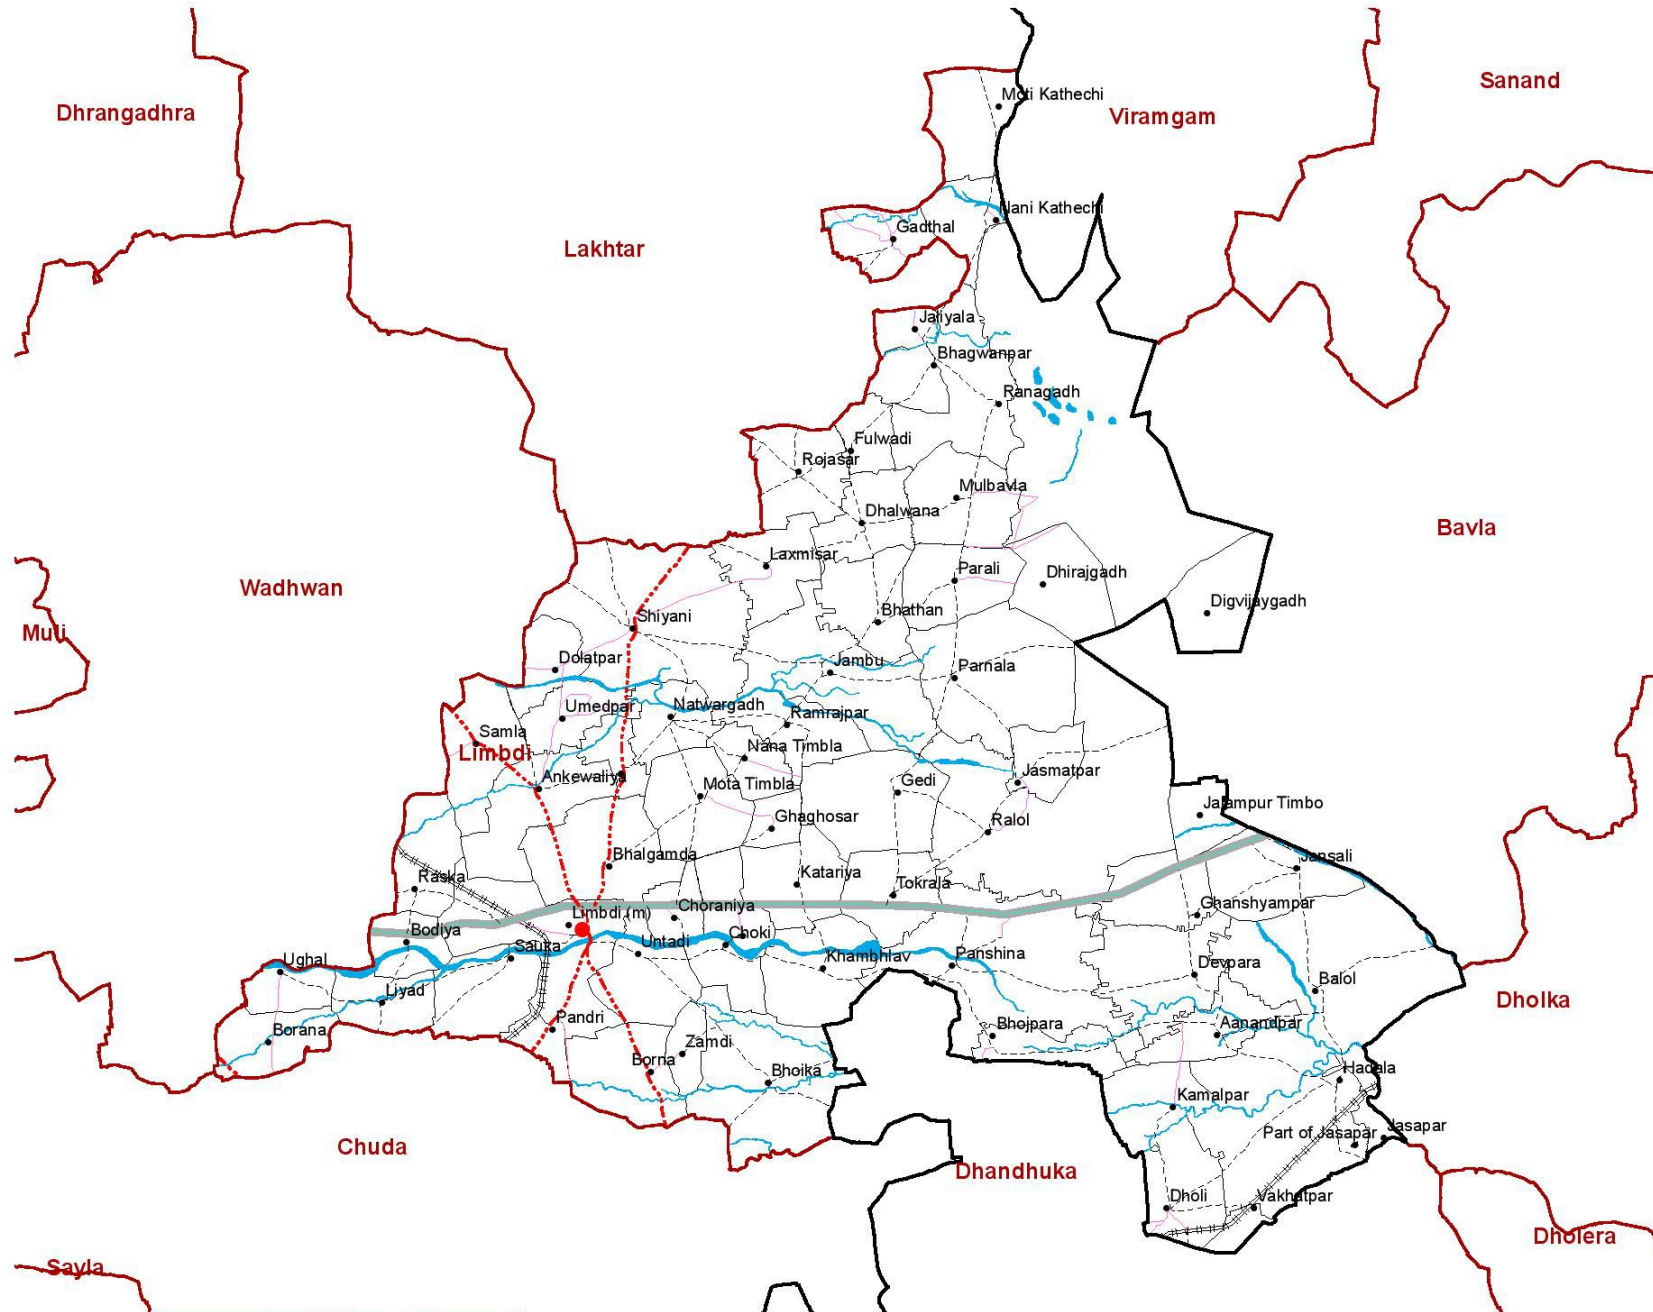 Sanand
Moti Kathechi
Dhrangadhra
Viramgam
Nani Kathechi
Gadthal
Lakhtar
Jaliyala
Bhagwanpar
Ranagadh
Fulwadi
Rojasar
Mulbavla
Dhalwana
Bavla
Laxmisar
Parali
Dhirajgadh
Wadhwan
Digvijaygadh
Bhathan
Shiyani
Muli
Dolatpar
Jambu
Parnala
Umedpar
Natwargadh
Ramrajpar
Samla
Nana Timbla
Limbdi
Ankewaliya
Mota Timbla
Gedi
Jasmatpar
Jalampur Timbo
Ghaghosar
Ralol
Bhalgamda
Jansali
Raska
Katariya
Tokrala
Choraniya
Ghanshyampar
Limbdi (m)
Bodiya
Choki
Sauka
Untadi
Khambhlav
Panshina
Ughal
Devpara
Balol
Liyad
Dholka
Pandri
Borana
Bhojpara
Aanandpar
Zamdi
Borna
Bhoika
Hadala
Kamalpar
Jasapar
Part of Jasapar
Chuda
Dhandhuka
Dholi
Vakhatpar
Dholera
Sayla